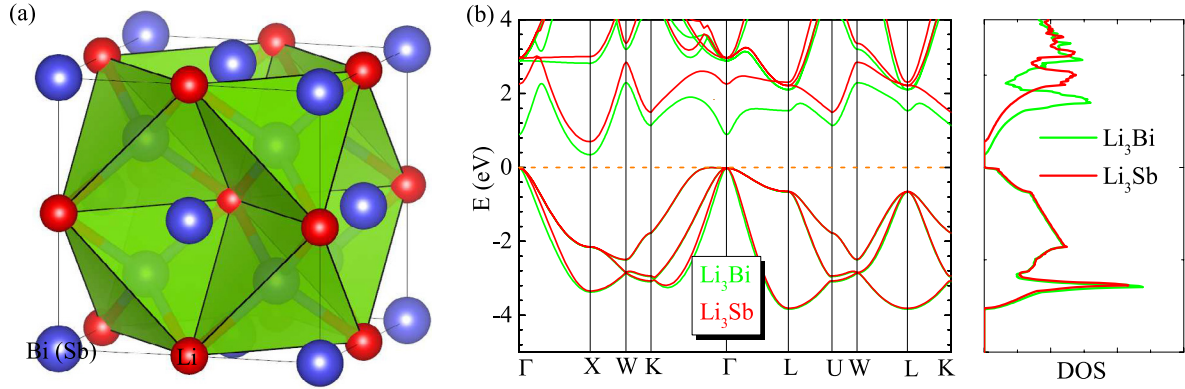 (a)
Bi (Sb)
Li
(b)
E (eV)
4
2
0
-2
-4
Li₃Bi
Li₃Sb
Γ X W K Γ L U W L K
Li₃Bi
Li₃Sb
DOS